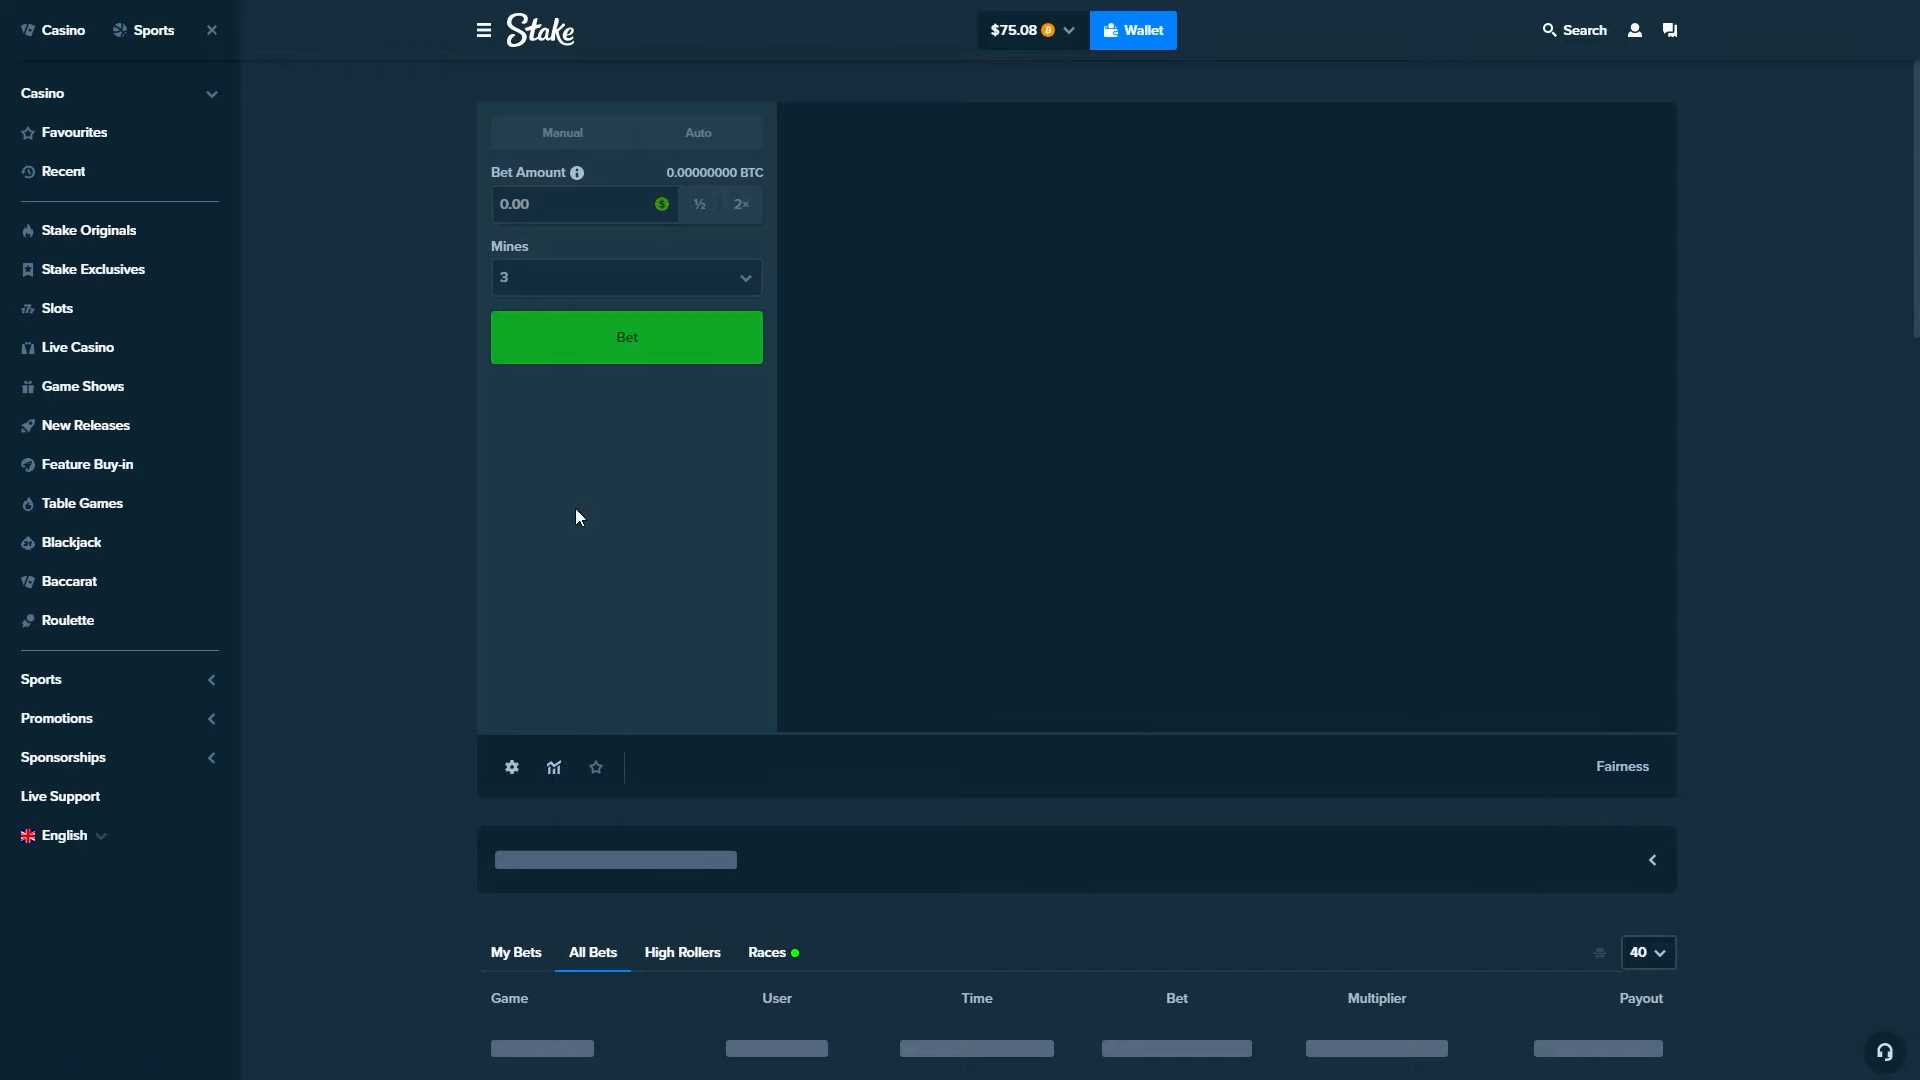 Casino
Sports
Stake
$75.08
Wallet
Search
Casino
Favourites
Recent
Stake Originals
Stake Exclusives
Slots
Live Casino
Game Shows
New Releases
Feature Buy-in
Table Games
Blackjack
Baccarat
Roulette
Sports
Promotions
Sponsorships
Live Support
English
Manual Auto
Bet Amount 0.00000000 BTC
0.00 ½ 2×
Mines
3
Bet
Fairness
My Bets All Bets High Rollers Races 40
Game User Time Bet Multiplier Payout